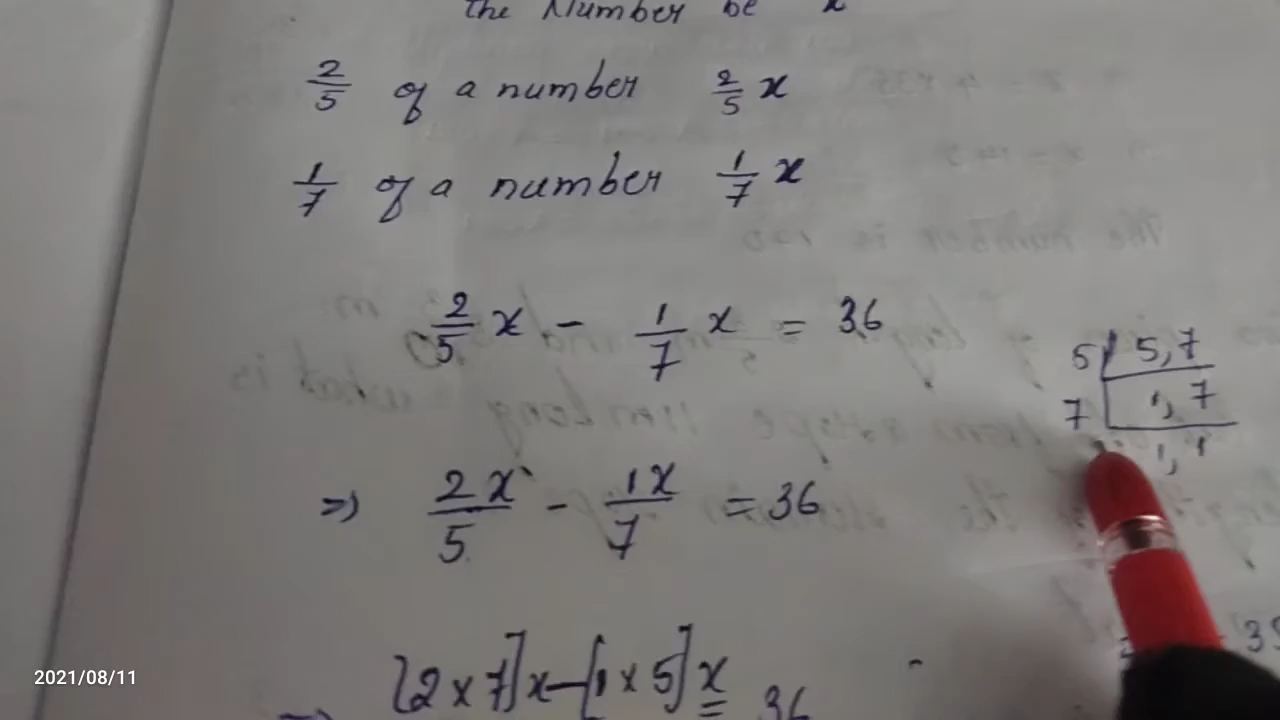 the Number be x
2/5 of a number 2/5 x
1/7 of a number 1/7 x
2/5 x - 1/7 x = 36
5 | 5,7
7 | 1,7
1,1
=> 2x/5 - 1x/7 = 36
[2×7]x-[1×5]x = 36
2021/08/11